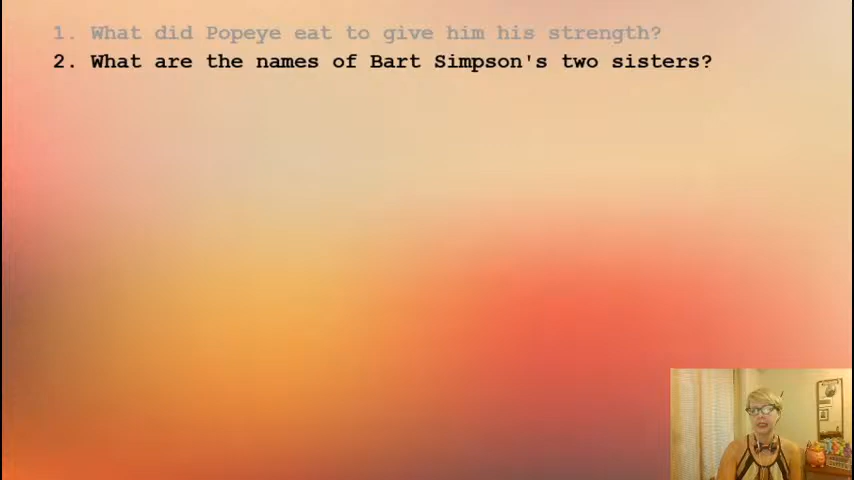 1. What did Popeye eat to give him his strength?
2. What are the names of Bart Simpson's two sisters?